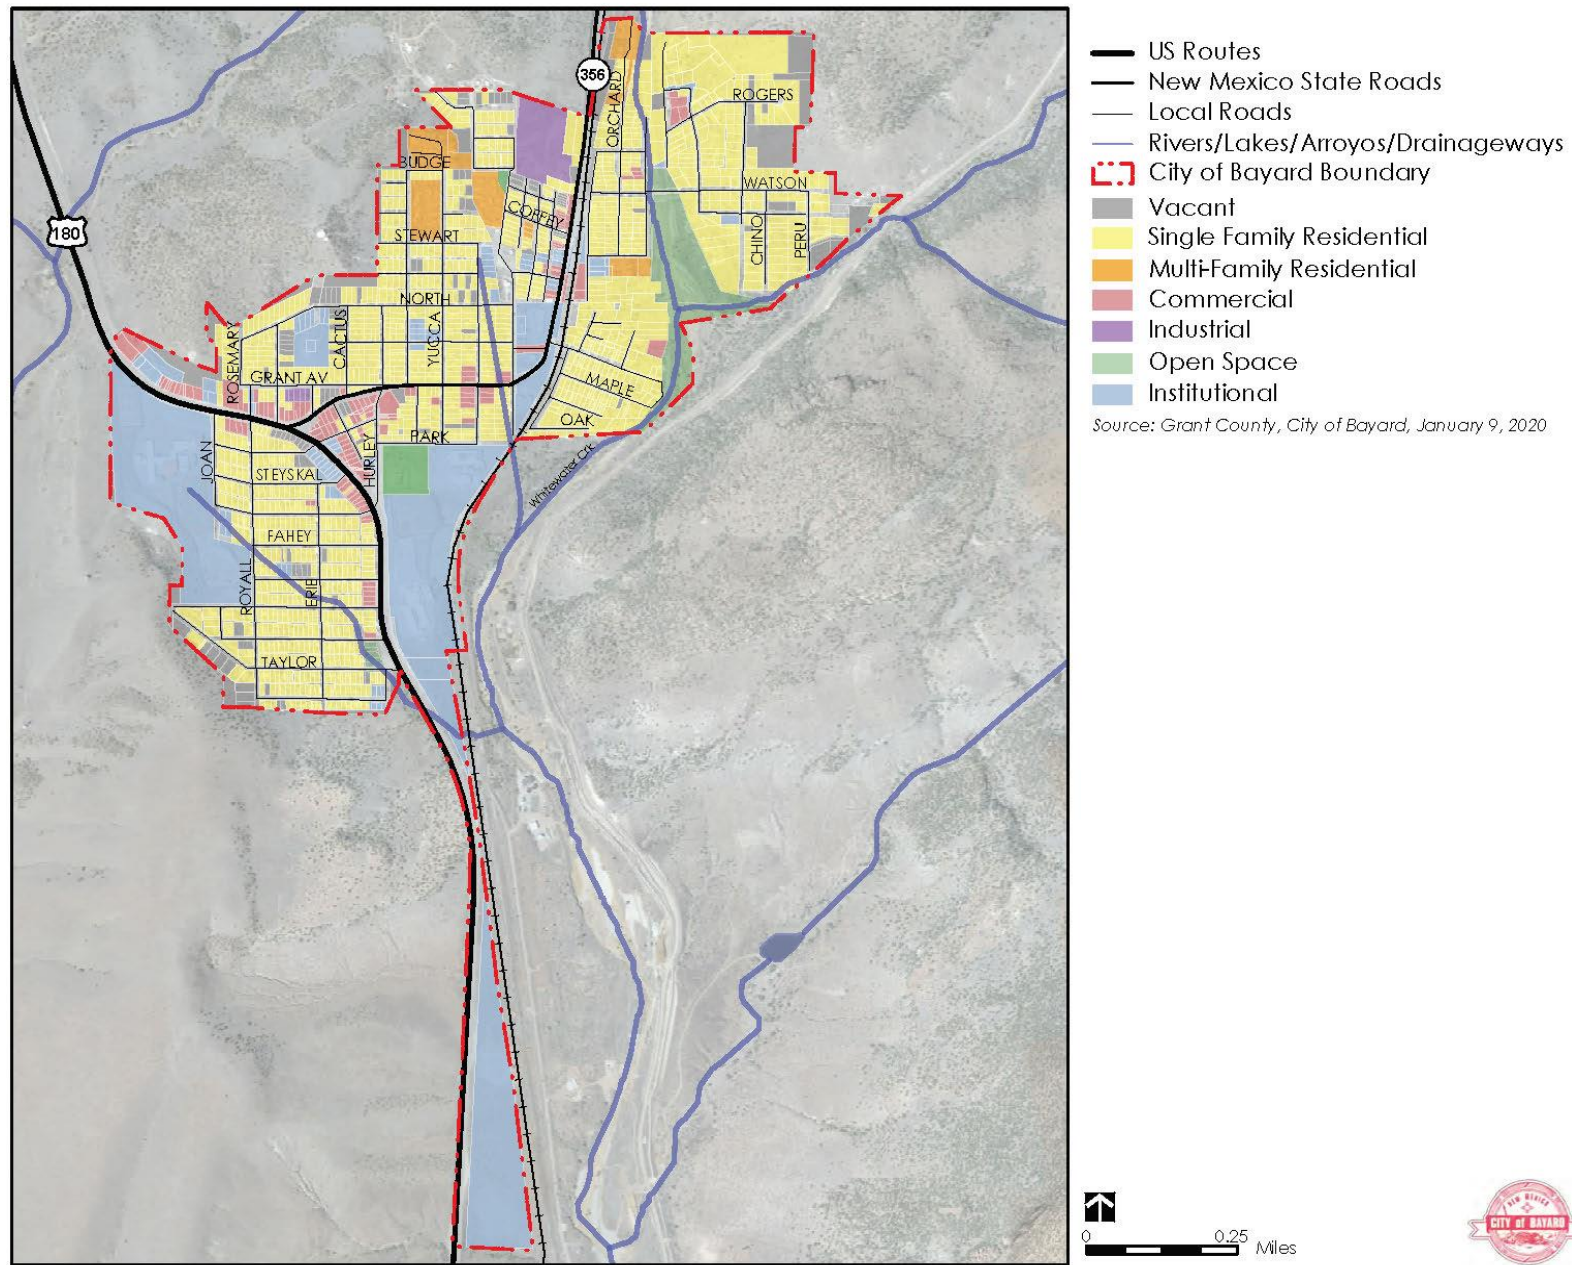 356
ORCHARD
ROGERS
BUDGE
WATSON
COFFEY
180
STEWART
CHINO
PERU
NORTH
ROSEMARY
CACTUS
YUCCA
GRANT AV
MAPLE
OAK
PARK
JOAN
STEYSKAL
HURLEY
Whitewater Crk
FAHEY
ROYALL
ERIE
TAYLOR
US Routes
New Mexico State Roads
Local Roads
Rivers/Lakes/Arroyos/Drainageways
City of Bayard Boundary
Vacant
Single Family Residential
Multi-Family Residential
Commercial
Industrial
Open Space
Institutional
Source: Grant County, City of Bayard, January 9, 2020
0 0.25
Miles
NEW MEXICO
CITY of BAYARD